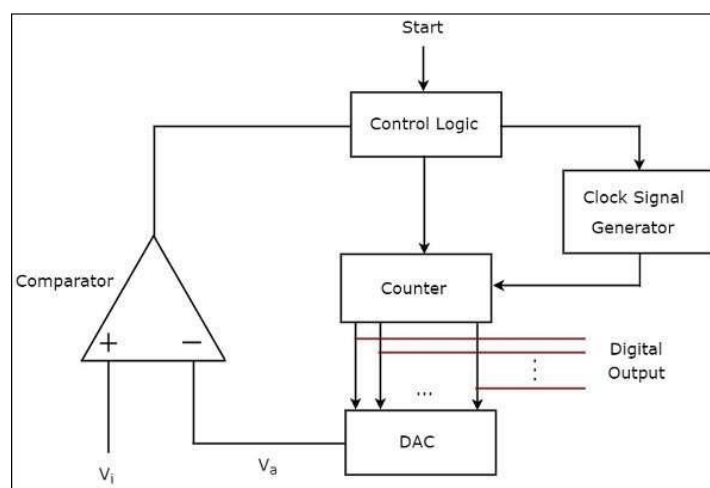 Start
Control Logic
Clock Signal
Generator
Comparator
Counter
+
−
Digital
Output
...
⋮
DAC
Vi
Va